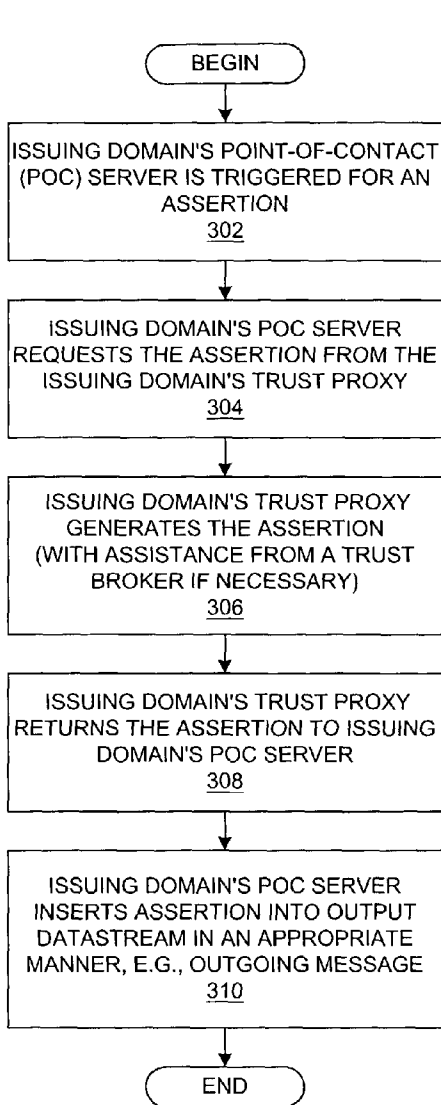 BEGIN
ISSUING DOMAIN'S POINT-OF-CONTACT
(POC) SERVER IS TRIGGERED FOR AN
ASSERTION
302
ISSUING DOMAIN'S POC SERVER
REQUESTS THE ASSERTION FROM THE
ISSUING DOMAIN'S TRUST PROXY
304
ISSUING DOMAIN'S TRUST PROXY
GENERATES THE ASSERTION
(WITH ASSISTANCE FROM A TRUST
BROKER IF NECESSARY)
306
ISSUING DOMAIN'S TRUST PROXY
RETURNS THE ASSERTION TO ISSUING
DOMAIN'S POC SERVER
308
ISSUING DOMAIN'S POC SERVER
INSERTS ASSERTION INTO OUTPUT
DATASTREAM IN AN APPROPRIATE
MANNER, E.G., OUTGOING MESSAGE
310
END